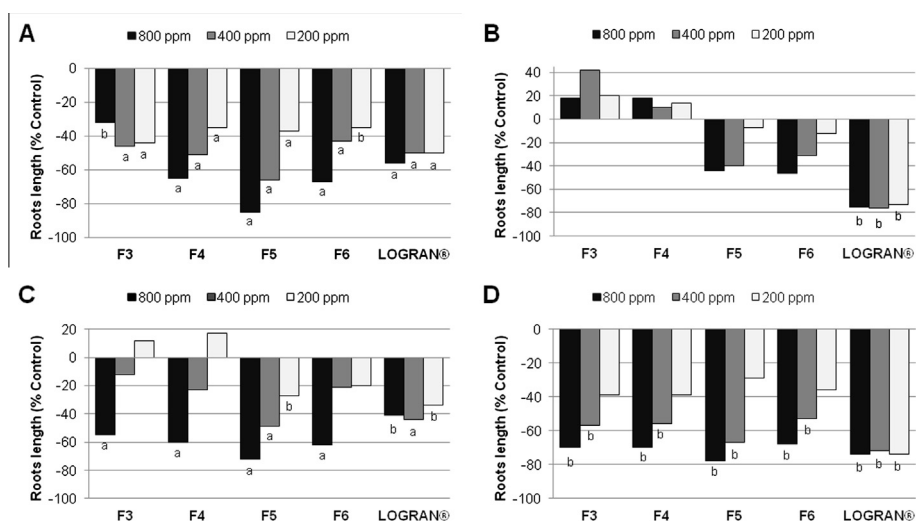 A
800 ppm 400 ppm 200 ppm
Roots length (% Control)
0
-20
-40
-60
-80
-100
b a a
a a a
a a a
a a b
a a a
F3 F4 F5 F6 LOGRAN®
B
800 ppm 400 ppm 200 ppm
Roots length (% Control)
40
20
0
-20
-40
-60
-80
-100
b b b
F3 F4 F5 F6 LOGRAN®
C
800 ppm 400 ppm 200 ppm
Roots length (% Control)
20
0
-20
-40
-60
-80
-100
a
a
a a b
a
b a b
F3 F4 F5 F6 LOGRAN®
D
800 ppm 400 ppm 200 ppm
Roots length (% Control)
0
-20
-40
-60
-80
-100
b b
b b
b b
b b
b b b
F3 F4 F5 F6 LOGRAN®